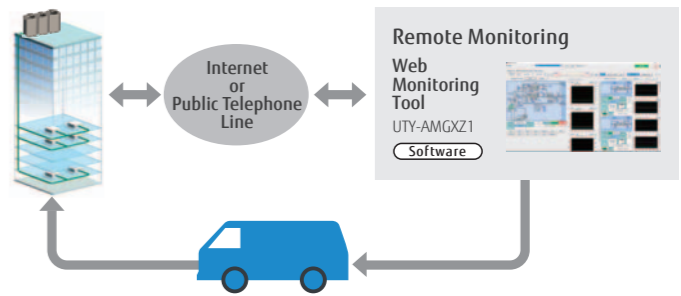 Internet
or
Public Telephone
Line
Remote Monitoring
Web
Monitoring
Tool
UTY-AMGXZ1
Software